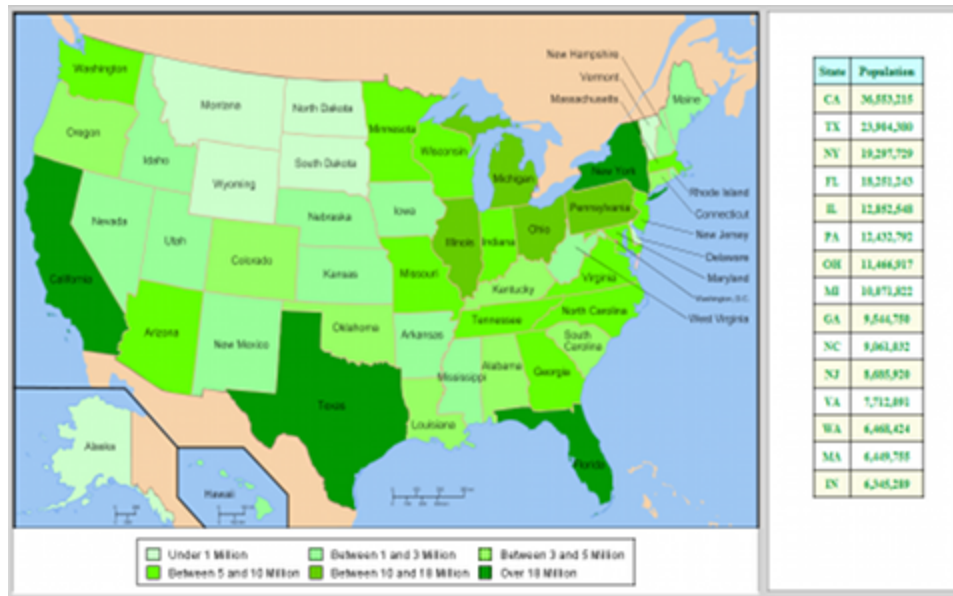 New Hampshire
Vermont
Massachusetts
Washington
Montana
North Dakota
Minnesota
Maine
Oregon
Idaho
Wyoming
South Dakota
Wisconsin
Michigan
New York
Rhode Island
Connecticut
New Jersey
Delaware
Maryland
Washington, D.C.
West Virginia
Nevada
Utah
Colorado
Nebraska
Iowa
Illinois
Indiana
Ohio
Pennsylvania
California
Kansas
Missouri
Kentucky
Virginia
Arizona
New Mexico
Oklahoma
Arkansas
Tennessee
North Carolina
South
Carolina
Texas
Louisiana
Mississippi
Alabama
Georgia
Florida
Alaska
Hawaii
Under 1 Million
Between 1 and 3 Million
Between 3 and 5 Million
Between 5 and 10 Million
Between 10 and 18 Million
Over 18 Million
State Population
CA 36,553,215
TX 23,904,380
NY 19,297,729
FL 18,251,243
IL 12,852,548
PA 12,432,792
OH 11,466,917
MI 10,071,822
GA 9,544,750
NC 9,061,032
NJ 8,685,920
VA 7,712,091
WA 6,468,424
MA 6,449,755
IN 6,345,289